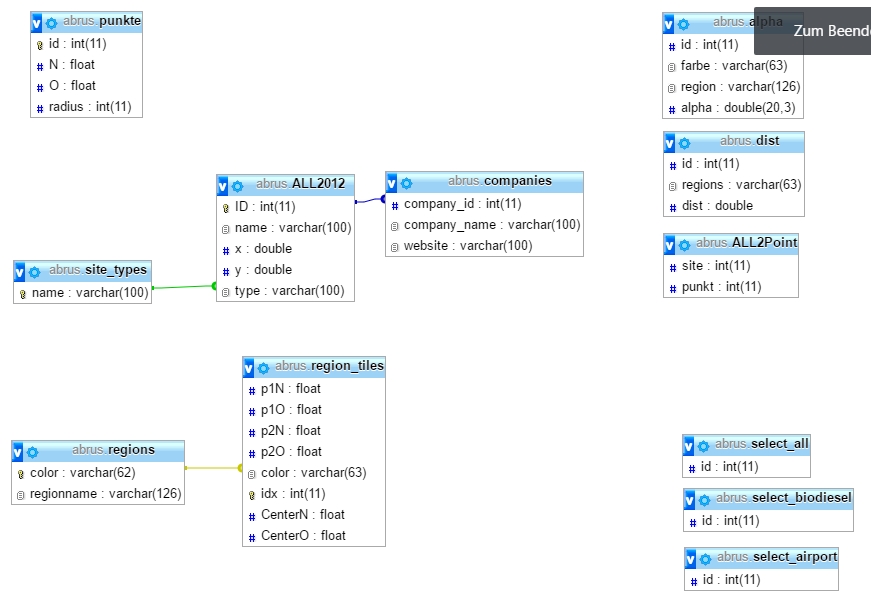 abrus.punkte
id : int(11)
N : float
O : float
radius : int(11)
abrus.alpha
Zum Beende
id : int(11)
farbe : varchar(63)
region : varchar(126)
alpha : double(20,3)
abrus.dist
id : int(11)
regions : varchar(63)
dist : double
abrus.ALL2012
ID : int(11)
name : varchar(100)
x : double
y : double
type : varchar(100)
abrus.companies
company_id : int(11)
company_name : varchar(100)
website : varchar(100)
abrus.ALL2Point
site : int(11)
punkt : int(11)
abrus.site_types
name : varchar(100)
abrus.region_tiles
p1N : float
p1O : float
p2N : float
p2O : float
color : varchar(63)
idx : int(11)
CenterN : float
CenterO : float
abrus.regions
color : varchar(62)
regionname : varchar(126)
abrus.select_all
id : int(11)
abrus.select_biodiesel
id : int(11)
abrus.select_airport
id : int(11)